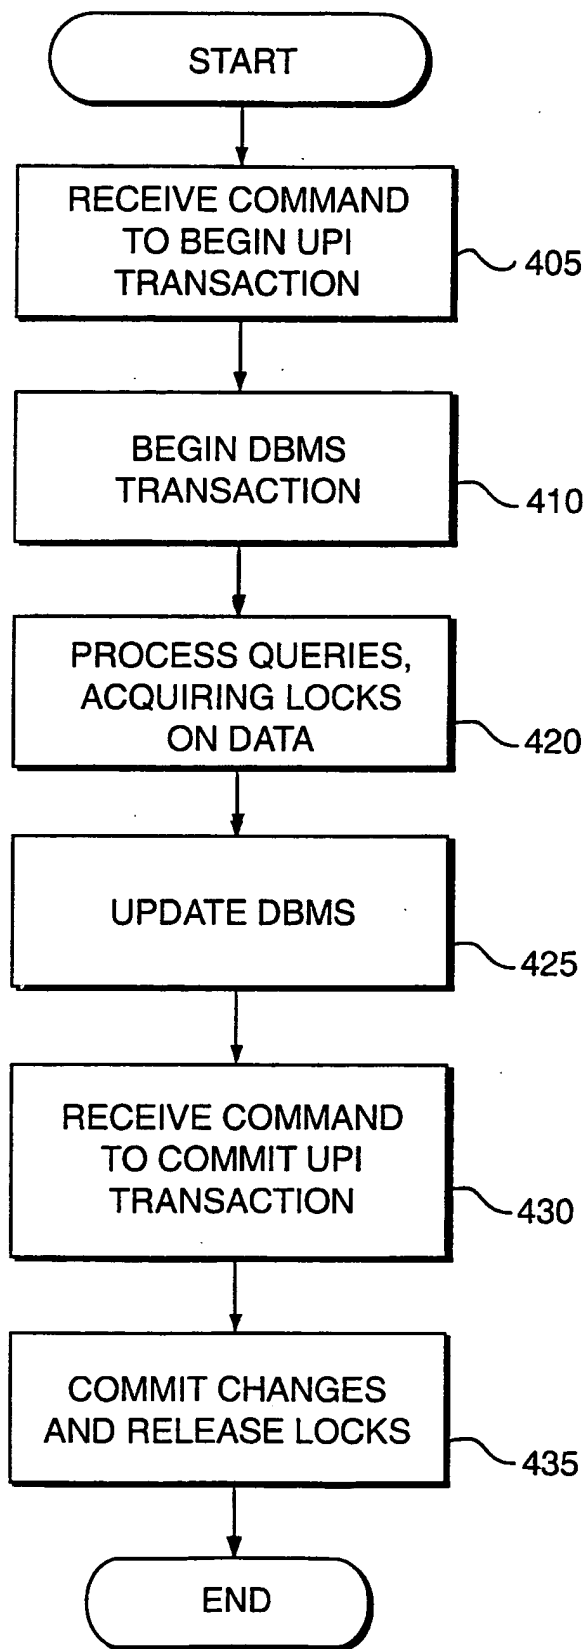 START
RECEIVE COMMAND
TO BEGIN UPI
TRANSACTION
405
BEGIN DBMS
TRANSACTION
410
PROCESS QUERIES,
ACQUIRING LOCKS
ON DATA
420
UPDATE DBMS
425
RECEIVE COMMAND
TO COMMIT UPI
TRANSACTION
430
COMMIT CHANGES
AND RELEASE LOCKS
435
END